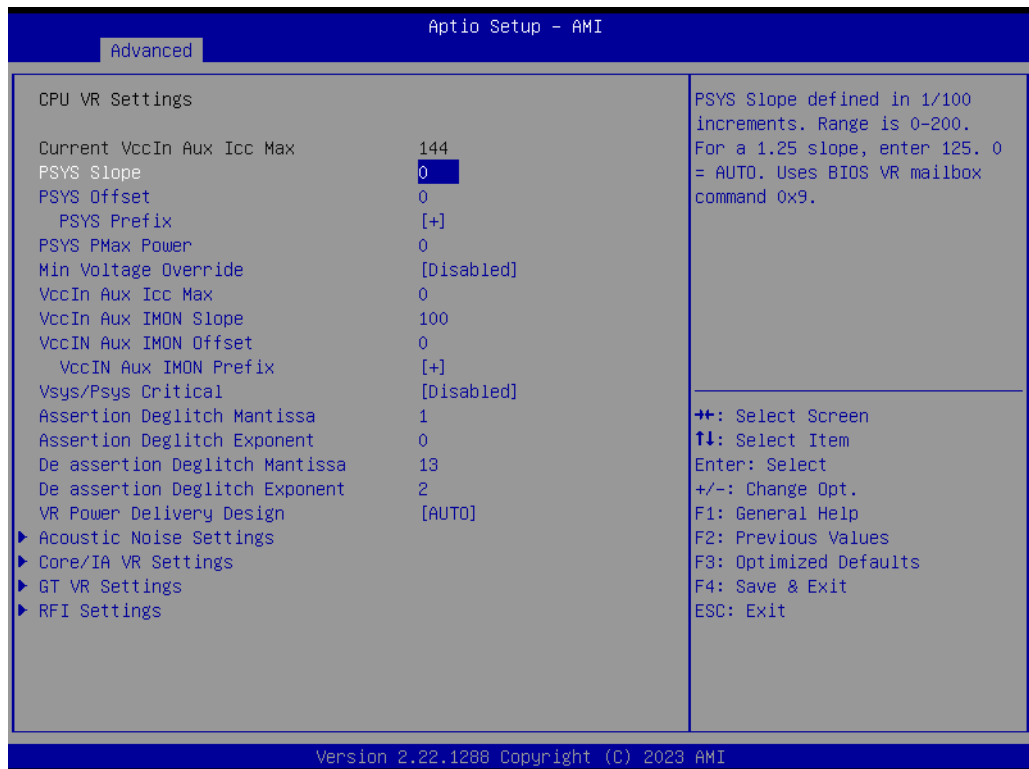 Aptio Setup – AMI
Advanced
CPU VR Settings
Current VccIn Aux Icc Max 144
PSYS Slope 0
PSYS Offset 0
PSYS Prefix [+]
PSYS PMax Power 0
Min Voltage Override [Disabled]
VccIn Aux Icc Max 0
VccIn Aux IMON Slope 100
VccIN Aux IMON Offset 0
VccIN Aux IMON Prefix [+]
Vsys/Psys Critical [Disabled]
Assertion Deglitch Mantissa 1
Assertion Deglitch Exponent 0
De assertion Deglitch Mantissa 13
De assertion Deglitch Exponent 2
VR Power Delivery Design [AUTO]
Acoustic Noise Settings
Core/IA VR Settings
GT VR Settings
RFI Settings
PSYS Slope defined in 1/100
increments. Range is 0-200.
For a 1.25 slope, enter 125. 0
= AUTO. Uses BIOS VR mailbox
command 0x9.
→←: Select Screen
↑↓: Select Item
Enter: Select
+/-: Change Opt.
F1: General Help
F2: Previous Values
F3: Optimized Defaults
F4: Save & Exit
ESC: Exit
Version 2.22.1288 Copyright (C) 2023 AMI